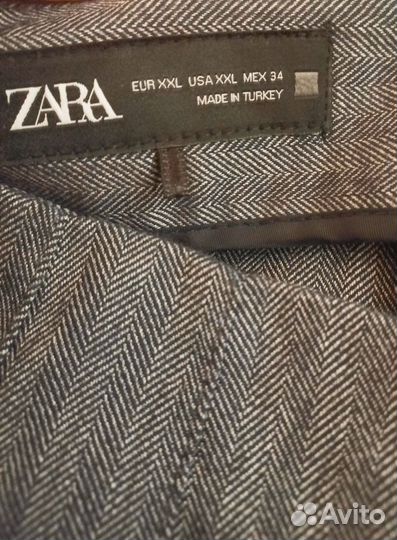 ZARA
EUR XXL USA XXL MEX 34
MADE IN TURKEY
Avito